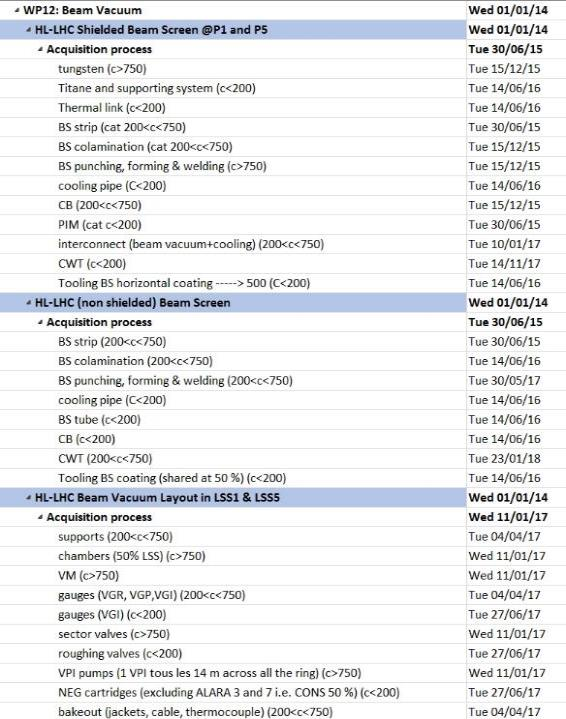 WP12: Beam Vacuum Wed 01/01/14
HL-LHC Shielded Beam Screen @P1 and P5 Wed 01/01/14
Acquisition process Tue 30/06/15
tungsten (c>750) Tue 15/12/15
Titane and supporting system (c<200) Tue 14/06/16
Thermal link (c<200) Tue 14/06/16
BS strip (cat 200<c<750) Tue 30/06/15
BS colamination (cat 200<c<750) Tue 15/12/15
BS punching, forming & welding (c>750) Tue 15/12/15
cooling pipe (C<200) Tue 14/06/16
CB (200<c<750) Tue 15/12/15
PIM (cat c<200) Tue 30/06/15
interconnect (beam vacuum+cooling) (200<c<750) Tue 10/01/17
CWT (c<200) Tue 14/11/17
Tooling BS horizontal coating -----> 500 (C<200) Tue 14/06/16
HL-LHC (non shielded) Beam Screen Wed 01/01/14
Acquisition process Tue 30/06/15
BS strip (200<c<750) Tue 30/06/15
BS colamination (200<c<750) Tue 14/06/16
BS punching, forming & welding (200<c<750) Tue 30/05/17
cooling pipe (C<200) Tue 14/06/16
BS tube (c<200) Tue 14/06/16
CB (c<200) Tue 14/06/16
CWT (200<c<750) Tue 23/01/18
Tooling BS coating (shared at 50 %) (c<200) Tue 14/06/16
HL-LHC Beam Vacuum Layout in LSS1 & LSS5 Wed 01/01/14
Acquisition process Wed 11/01/17
supports (200<c<750) Tue 04/04/17
chambers (50% LSS) (c>750) Wed 11/01/17
VM (c>750) Wed 11/01/17
gauges (VGR, VGP,VGI) (200<c<750) Tue 04/04/17
gauges (VGI) (c<200) Tue 27/06/17
sector valves (c>750) Wed 11/01/17
roughing valves (c<200) Tue 27/06/17
VPI pumps (1 VPI tous les 14 m across all the ring) (c>750) Wed 11/01/17
NEG cartridges (excluding ALARA 3 and 7 i.e. CONS 50 %) (c<200) Tue 27/06/17
bakeout (jackets, cable, thermocouple) (200<c<750) Tue 04/04/17